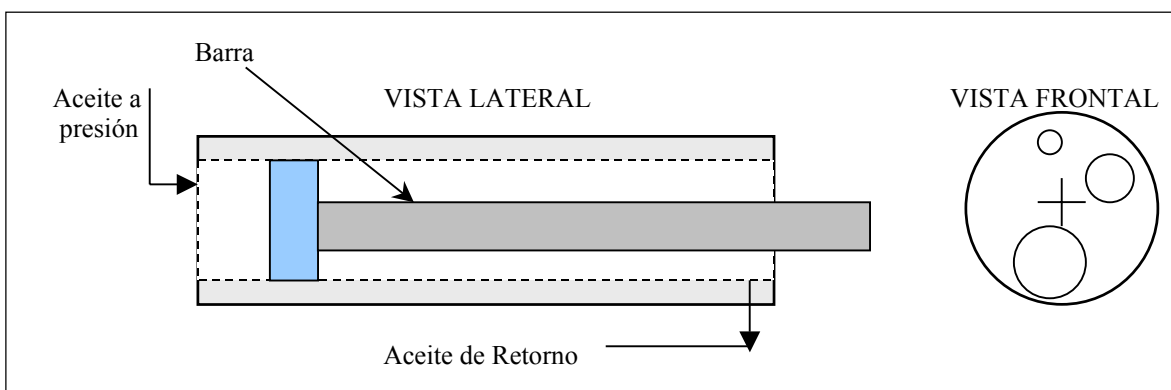 Barra
Aceite a
presión
VISTA LATERAL
VISTA FRONTAL
Aceite de Retorno